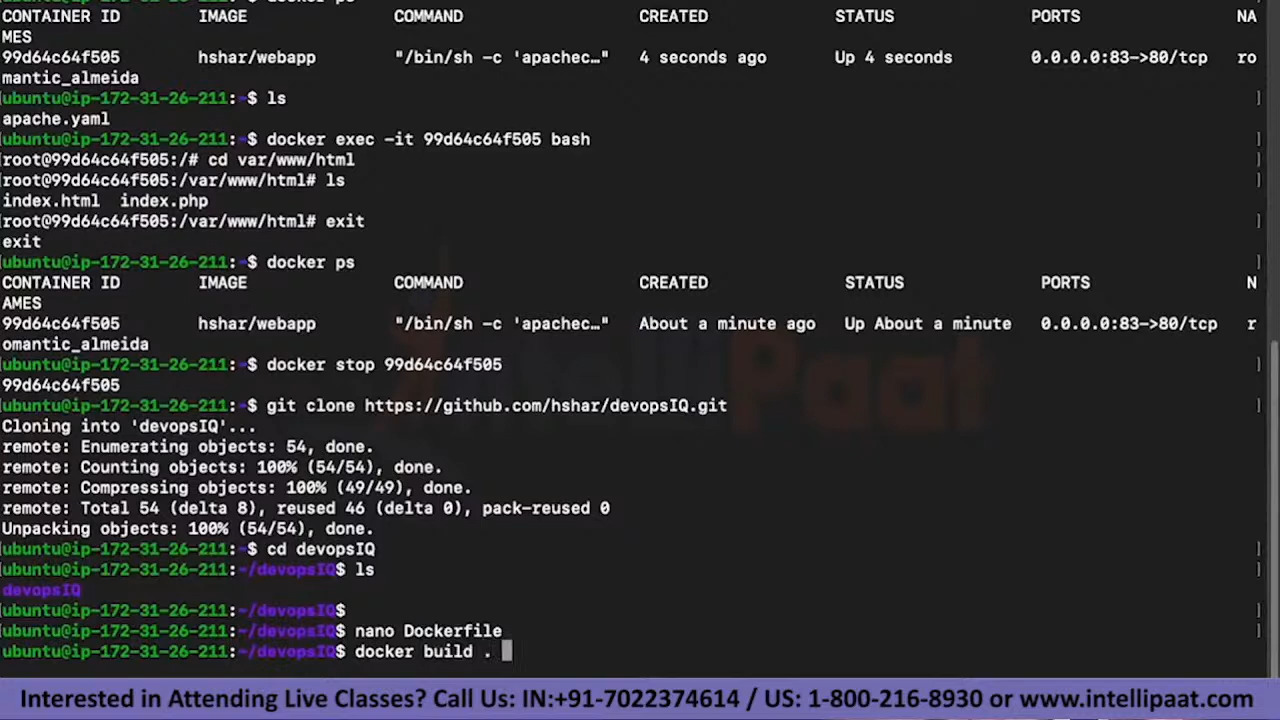 CONTAINER ID IMAGE COMMAND CREATED STATUS PORTS NA
MES
99d64c64f505 hshar/webapp "/bin/sh -c 'apachec…" 4 seconds ago Up 4 seconds 0.0.0.0:83->80/tcp ro
mantic_almeida
[ubuntu@ip-172-31-26-211:~$ ls ]
apache.yaml
[ubuntu@ip-172-31-26-211:~$ docker exec -it 99d64c64f505 bash ]
[root@99d64c64f505:/# cd var/www/html ]
[root@99d64c64f505:/var/www/html# ls ]
index.html index.php
[root@99d64c64f505:/var/www/html# exit ]
exit
[ubuntu@ip-172-31-26-211:~$ docker ps ]
CONTAINER ID IMAGE COMMAND CREATED STATUS PORTS N
AMES
99d64c64f505 hshar/webapp "/bin/sh -c 'apachec…" About a minute ago Up About a minute 0.0.0.0:83->80/tcp r
omantic_almeida
[ubuntu@ip-172-31-26-211:~$ docker stop 99d64c64f505 ]
99d64c64f505
[ubuntu@ip-172-31-26-211:~$ git clone https://github.com/hshar/devopsIQ.git ]
Cloning into 'devopsIQ'...
remote: Enumerating objects: 54, done.
remote: Counting objects: 100% (54/54), done.
remote: Compressing objects: 100% (49/49), done.
remote: Total 54 (delta 8), reused 46 (delta 0), pack-reused 0
Unpacking objects: 100% (54/54), done.
[ubuntu@ip-172-31-26-211:~$ cd devopsIQ ]
[ubuntu@ip-172-31-26-211:~/devopsIQ$ ls ]
devopsIQ
[ubuntu@ip-172-31-26-211:~/devopsIQ$ ]
[ubuntu@ip-172-31-26-211:~/devopsIQ$ nano Dockerfile ]
ubuntu@ip-172-31-26-211:~/devopsIQ$ docker build .
IntelliPaat
Interested in Attending Live Classes? Call Us: IN:+91-7022374614 / US: 1-800-216-8930 or www.intellipaat.com